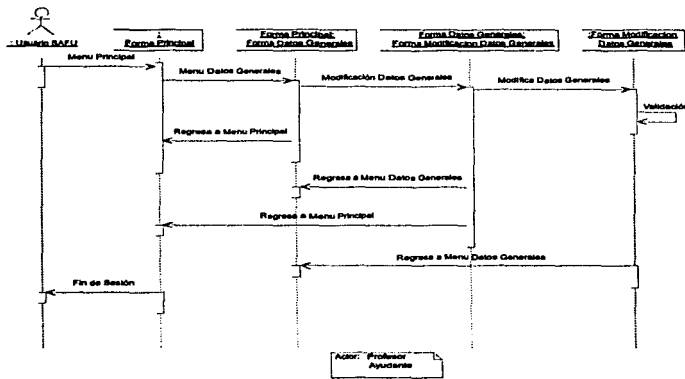 : Usuario SAFU
:
Forma Principal
Forma Principal:
Forma Datos Generales
Forma Datos Generales:
Forma Modificacion Datos Generales
:Forma Modificacion
Datos Generales
Menu Principal
Menu Datos Generales
Modificación Datos Generales
Modifica Datos Generales
Validación
Regresa a Menu Principal
Regresa a Menu Datos Generales
Regresa a Menu Principal
Regresa a Menu Datos Generales
Fin de Sesión
Actor: Profesor
Ayudante